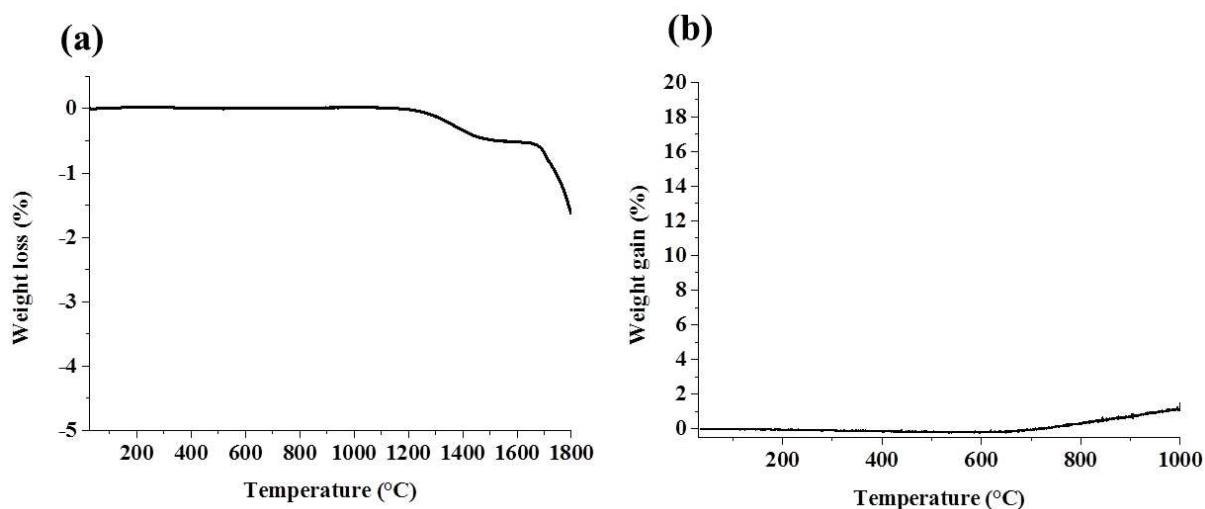 (a)
Weight loss (%)
0
-1
-2
-3
-4
-5
200 400 600 800 1000 1200 1400 1600 1800
Temperature (°C)
(b)
Weight gain (%)
20
18
16
14
12
10
8
6
4
2
0
200 400 600 800 1000
Temperature (°C)